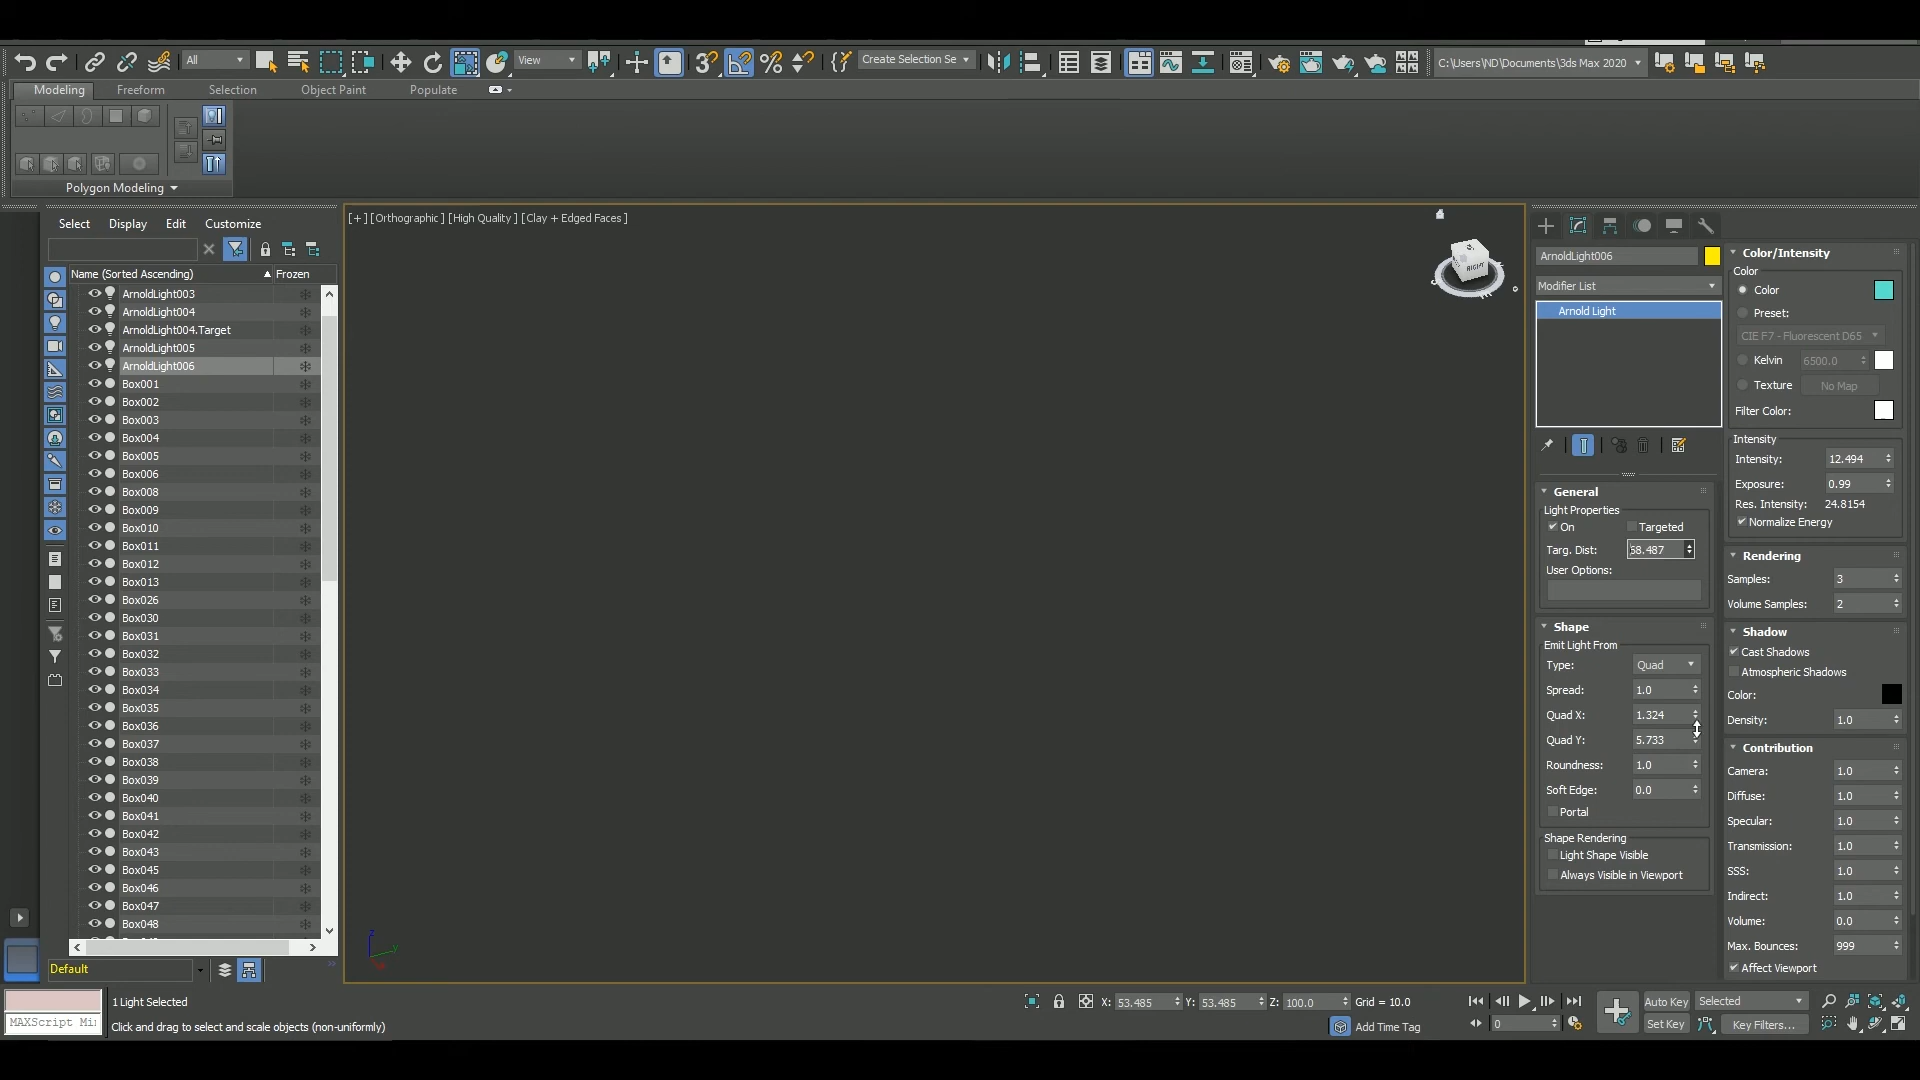 All
View
Create Selection Se
C:\Users\ND\Documents\3ds Max 2020
Modeling
Freeform
Selection
Object Paint
Populate
Polygon Modeling
Select
Display
Edit
Customize
Name (Sorted Ascending)
Frozen
ArnoldLight003
ArnoldLight004
ArnoldLight004.Target
ArnoldLight005
ArnoldLight006
Box001
Box002
Box003
Box004
Box005
Box006
Box008
Box009
Box010
Box011
Box012
Box013
Box026
Box030
Box031
Box032
Box033
Box034
Box035
Box036
Box037
Box038
Box039
Box040
Box041
Box042
Box043
Box045
Box046
Box047
Box048
Default
[+] [Orthographic] [High Quality] [Clay + Edged Faces]
RIGHT
z
y
ArnoldLight006
Modifier List
Arnold Light
General
Light Properties
On
Targeted
Targ. Dist: 68.487
User Options:
Shape
Emit Light From
Type: Quad
Spread: 1.0
Quad X: 1.324
Quad Y: 5.733
Roundness: 1.0
Soft Edge: 0.0
Portal
Shape Rendering
Light Shape Visible
Always Visible in Viewport
Color/Intensity
Color
Color
Preset:
CIE F7 - Fluorescent D65
Kelvin 6500.0
Texture No Map
Filter Color:
Intensity
Intensity: 12.494
Exposure: 0.99
Res. Intensity: 24.8154
Normalize Energy
Rendering
Samples: 3
Volume Samples: 2
Shadow
Cast Shadows
Atmospheric Shadows
Color:
Density: 1.0
Contribution
Camera: 1.0
Diffuse: 1.0
Specular: 1.0
Transmission: 1.0
SSS: 1.0
Indirect: 1.0
Volume: 0.0
Max. Bounces: 999
Affect Viewport
MAXScript Mi
1 Light Selected
Click and drag to select and scale objects (non-uniformly)
X: 53.485 Y: 53.485 Z: 100.0 Grid = 10.0
Add Time Tag
0
Auto Key
Selected
Set Key
Key Filters...